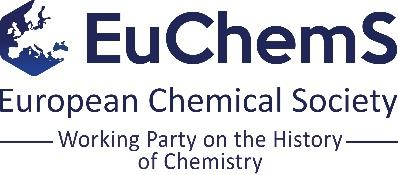 EuChemS
European Chemical Society
Working Party on the History
of Chemistry